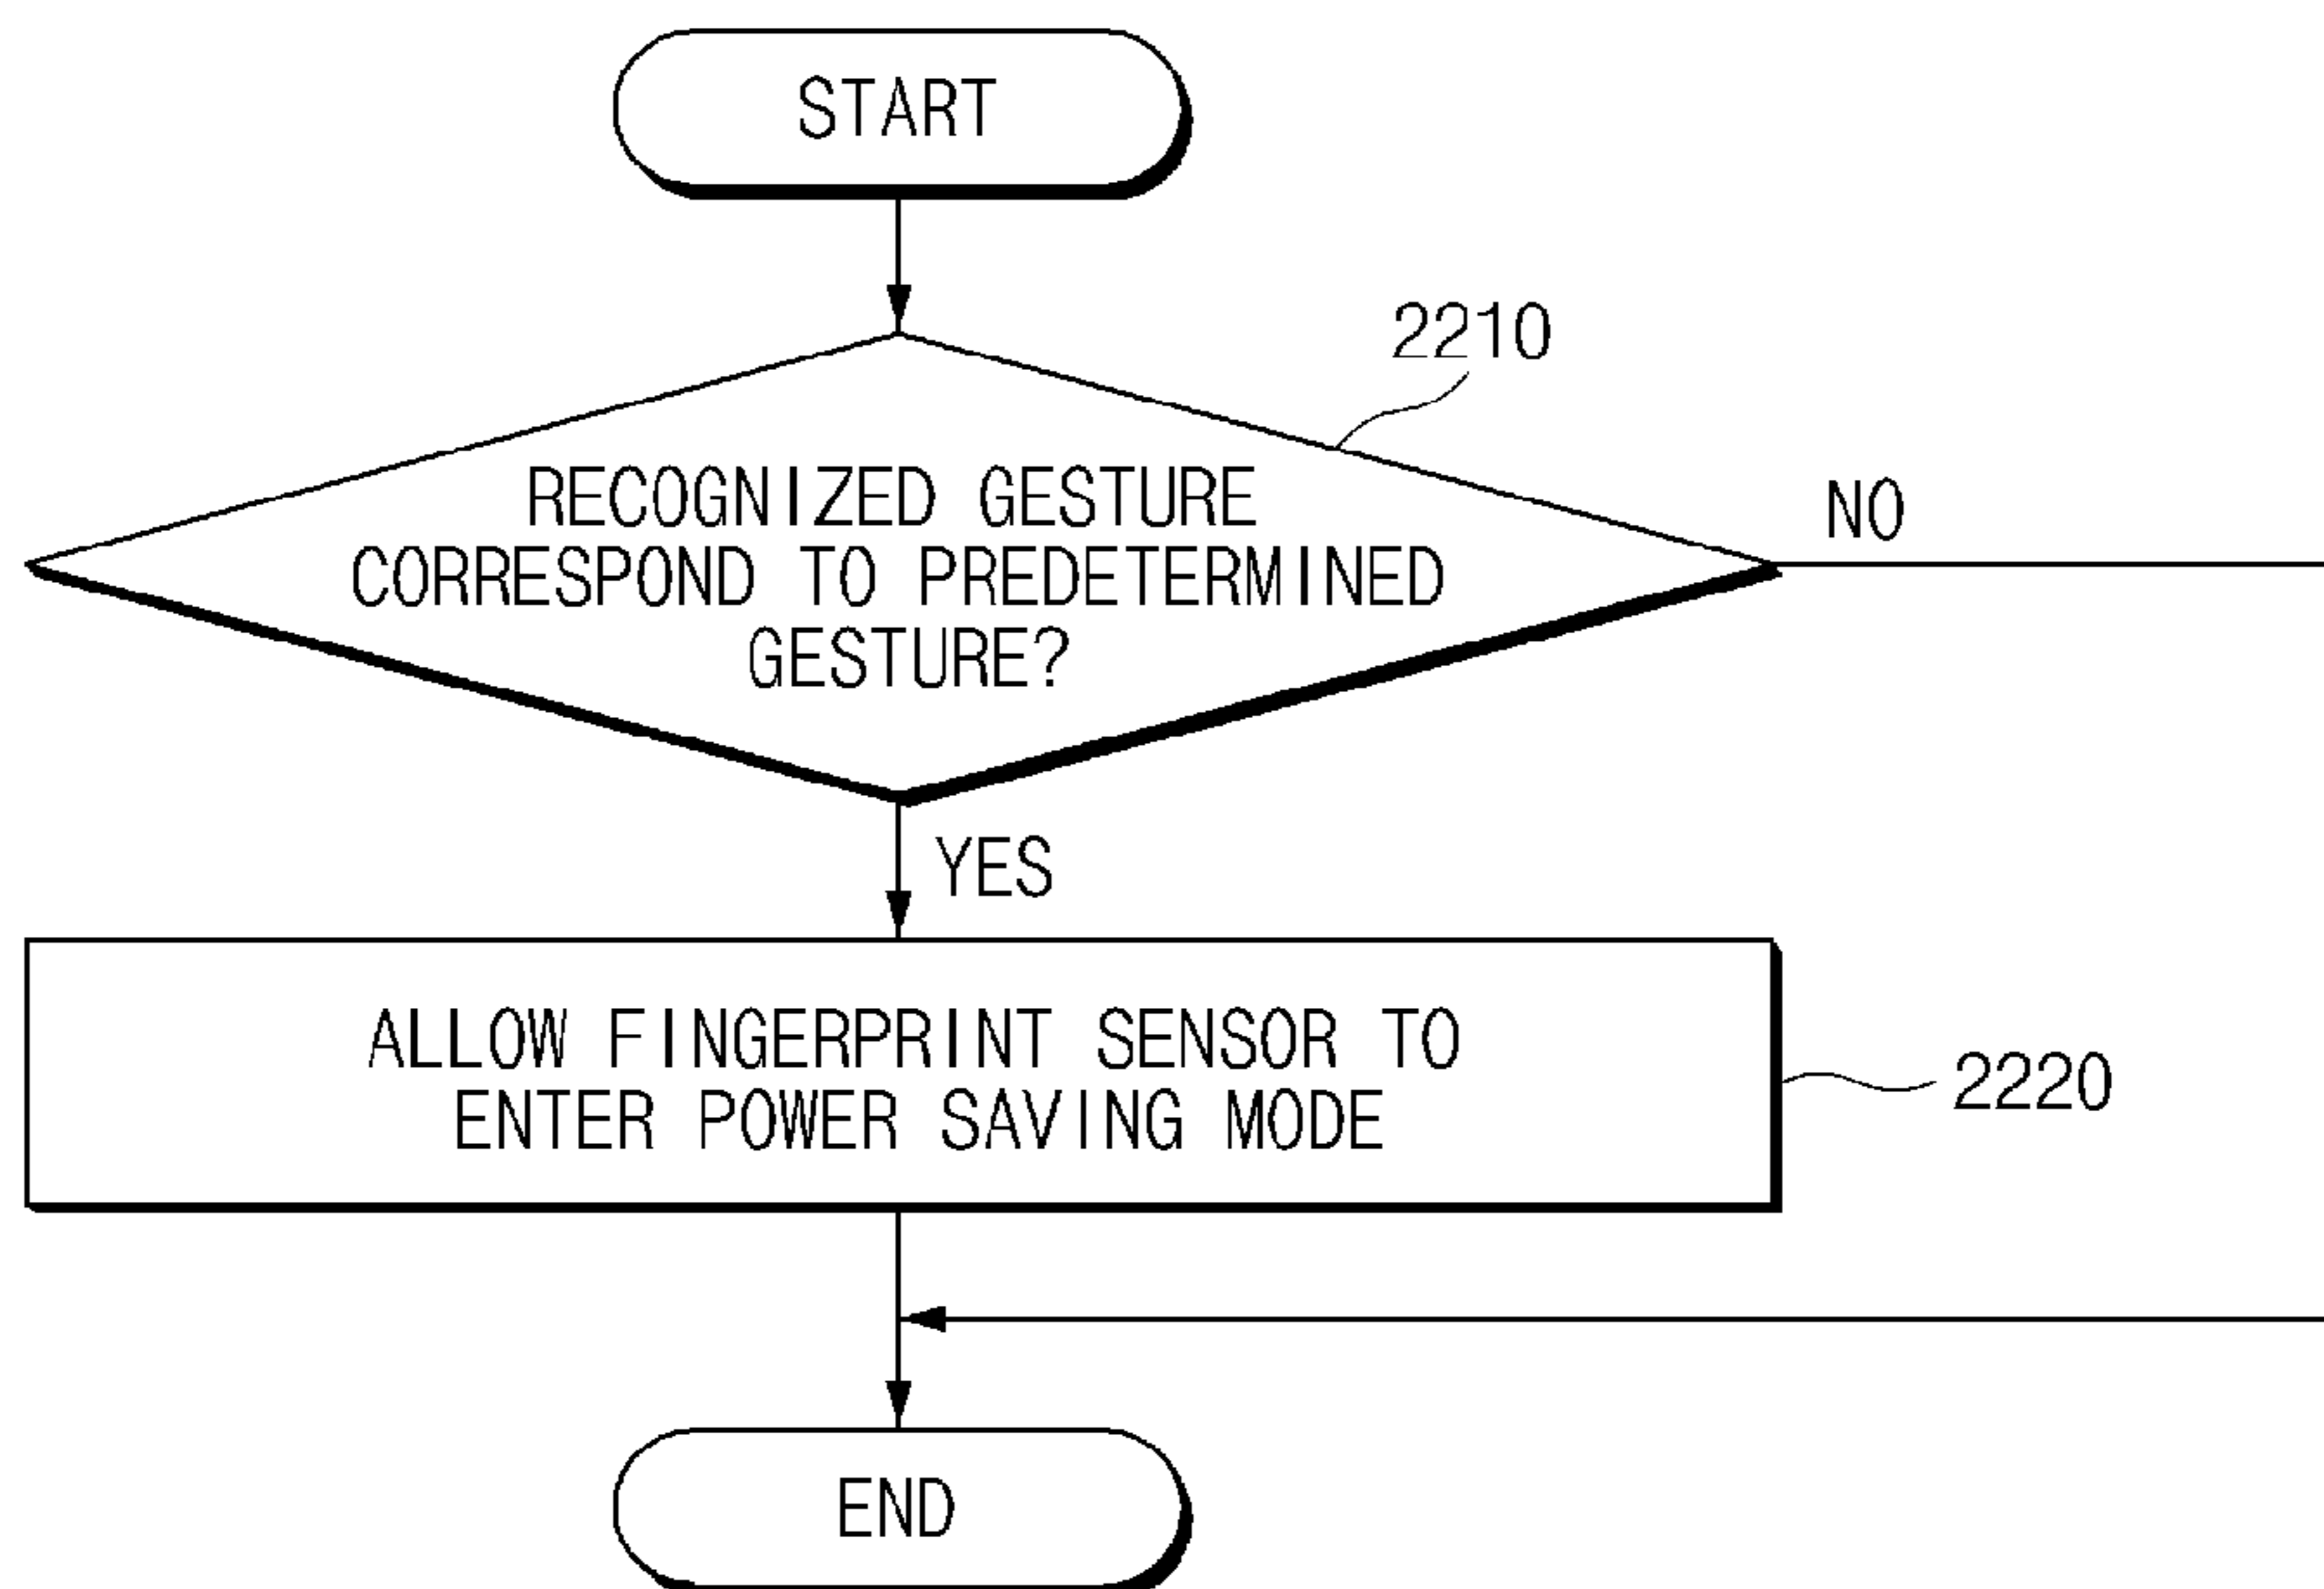 START
2210
RECOGNIZED GESTURE
CORRESPOND TO PREDETERMINED
GESTURE?
NO
YES
ALLOW FINGERPRINT SENSOR TO
ENTER POWER SAVING MODE
2220
END